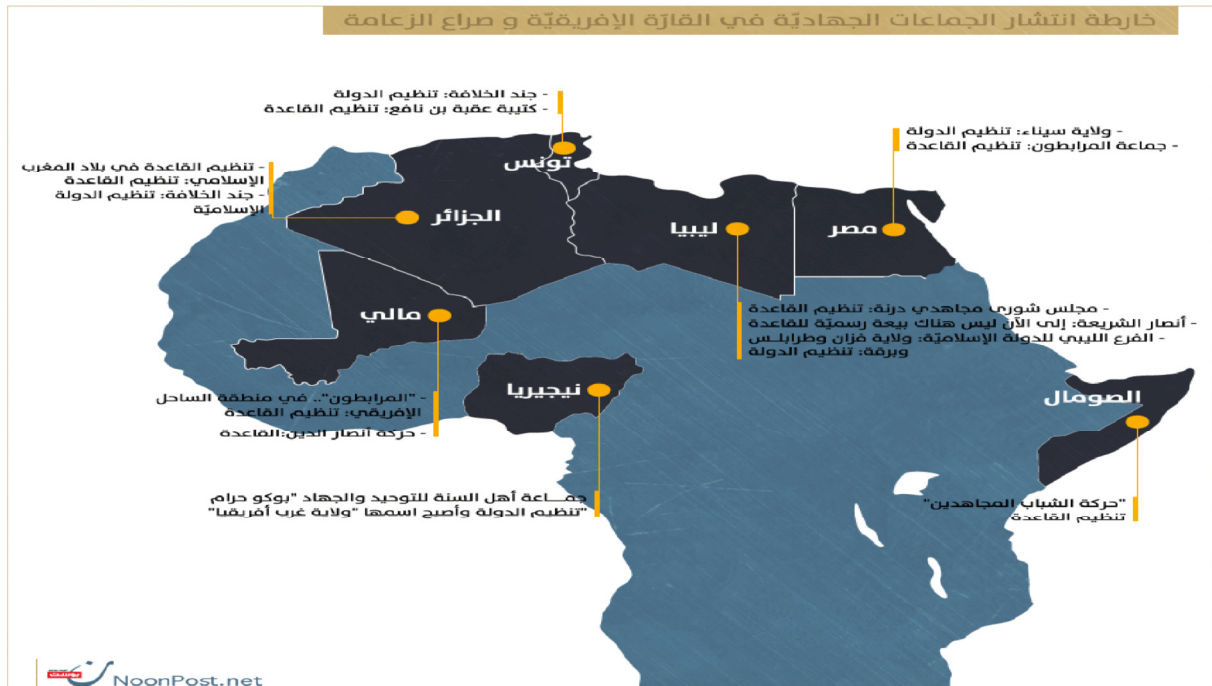 خارطة انتشار الجماعات الجهاديّة في القارّة الإفريقيّة و صراع الزعامة
- جند الخلافة: تنظيم الدولة
- كتيبة عقبة بن نافع: تنظيم القاعدة
- ولاية سيناء: تنظيم الدولة
- جماعة المرابطون: تنظيم القاعدة
- تنظيم القاعدة في بلاد المغرب
الإسلامي: تنظيم القاعدة
- جند الخلافة: تنظيم الدولة
الإسلاميّة
تونس
الجزائر
ليبيا
مصر
- مجلس شورى مجاهدي درنة: تنظيم القاعدة
- أنصار الشريعة: إلى الآن ليس هناك بيعة رسميّة للقاعدة
- الفرع الليبي للدولة الإسلاميّة: ولاية فزان وطرابلس
وبرقة: تنظيم الدولة
مالي
نيجيريا
الصومال
- "المرابطون".. في منطقة الساحل
الإفريقي: تنظيم القاعدة
- حركة أنصار الدين:القاعدة
جمـــاعة أهل السنة للتوحيد والجهاد "بوكو حرام
"تنظيم الدولة وأصبح اسمها "ولاية غرب أفريقيا"
"حركة الشباب المجاهدين"
تنظيم القاعدة
ن بوست
NoonPost.net